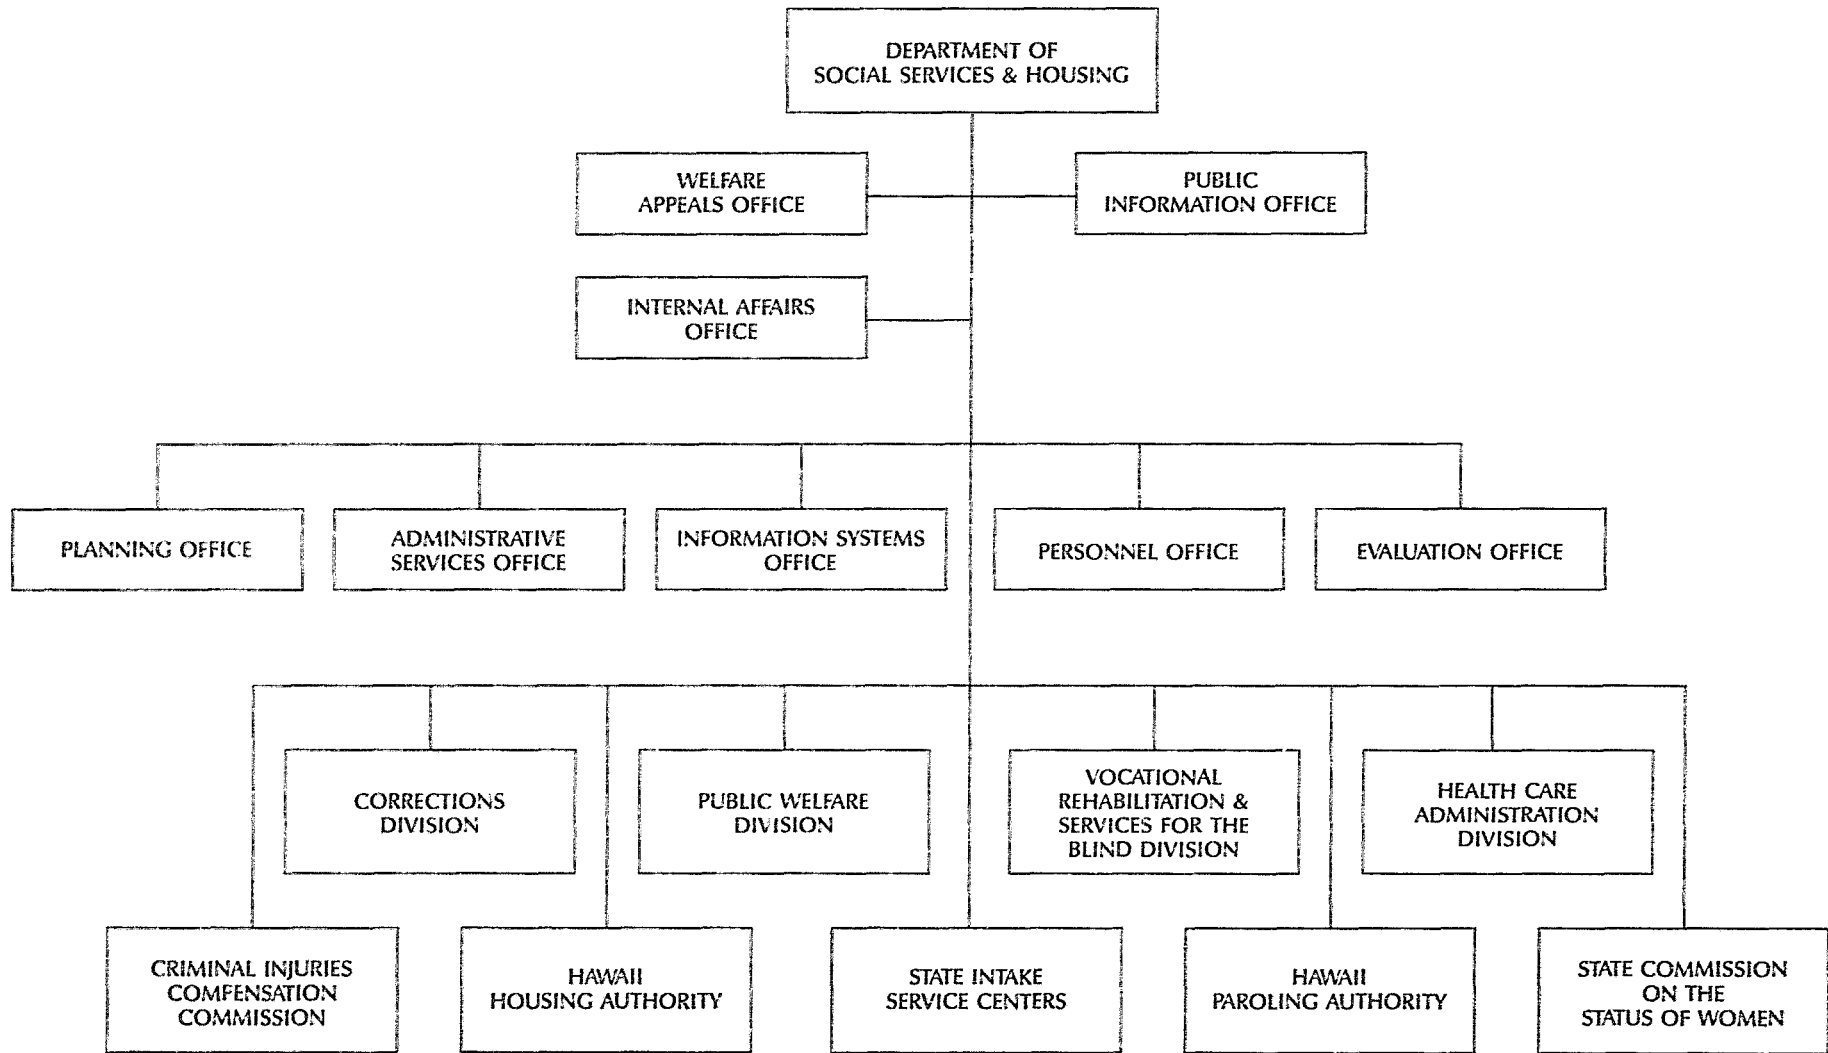 DEPARTMENT OF
SOCIAL SERVICES & HOUSING
WELFARE
APPEALS OFFICE
PUBLIC
INFORMATION OFFICE
INTERNAL AFFAIRS
OFFICE
PLANNING OFFICE
ADMINISTRATIVE
SERVICES OFFICE
INFORMATION SYSTEMS
OFFICE
PERSONNEL OFFICE
EVALUATION OFFICE
CORRECTIONS
DIVISION
PUBLIC WELFARE
DIVISION
VOCATIONAL
REHABILITATION &
SERVICES FOR THE
BLIND DIVISION
HEALTH CARE
ADMINISTRATION
DIVISION
CRIMINAL INJURIES
COMFENSATION
COMMISSION
HAWAII
HOUSING AUTHORITY
STATE INTAKE
SERVICE CENTERS
HAWAII
PAROLING AUTHORITY
STATE COMMISSION
ON THE
STATUS OF WOMEN